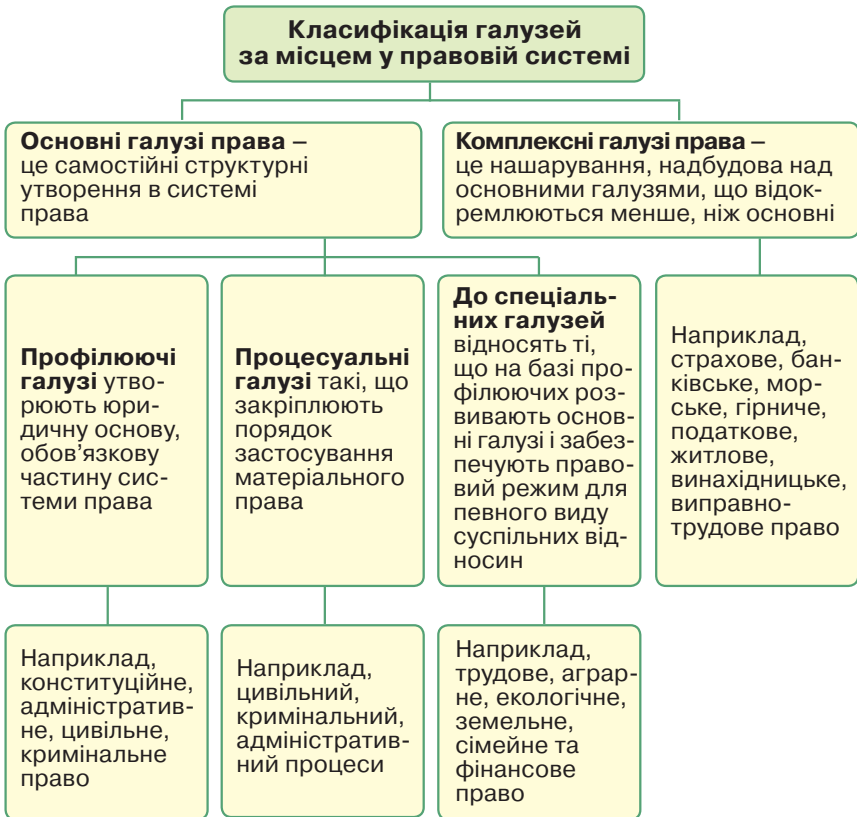 Класифікація галузей
за місцем у правовій системі
Основні галузі права –
це самостійні структурні
утворення в системі
права
Комплексні галузі права –
це нашарування, надбудова над
основними галузями, що відок-
ремлюються менше, ніж основні
Профілюючі
галузі утво-
рюють юри-
дичну основу,
обов’язкову
частину сис-
теми права
Процесуальні
галузі такі, що
закріплюють
порядок
застосування
матеріального
права
До спеціаль-
них галузей
відносять ті,
що на базі про-
філюючих роз-
вивають основ-
ні галузі і забез-
печують право-
вий режим для
певного виду
суспільних від-
носин
Наприклад,
страхове, бан-
ківське, мор-
ське, гірниче,
податкове,
житлове,
винахідницьке,
виправно-
трудове право
Наприклад,
конституційне,
адміністратив-
не, цивільне,
кримінальне
право
Наприклад,
цивільний,
кримінальний,
адміністратив-
ний процеси
Наприклад,
трудове, аграр-
не, екологічне,
земельне,
сімейне та
фінансове
право